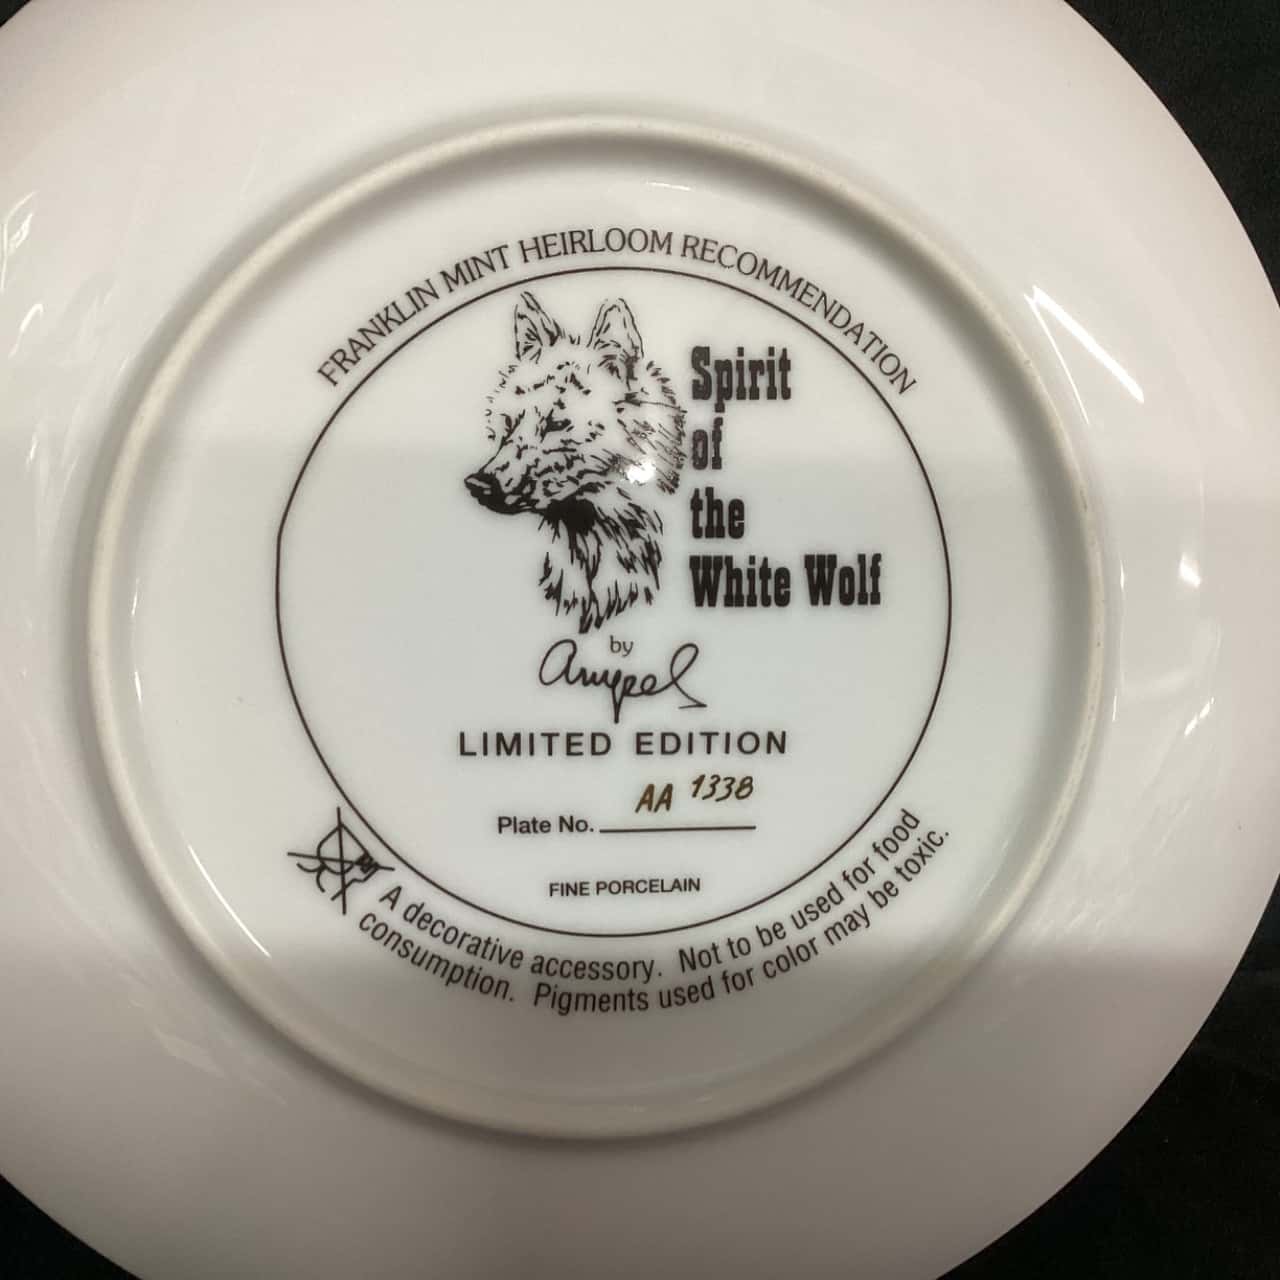 FRANKLIN MINT HEIRLOOM RECOMMENDATION
Spirit
of
the
White Wolf
by
LIMITED EDITION
AA 1338
Plate No.
FINE PORCELAIN
A decorative accessory. Not to be used for food
consumption. Pigments used for color may be toxic.